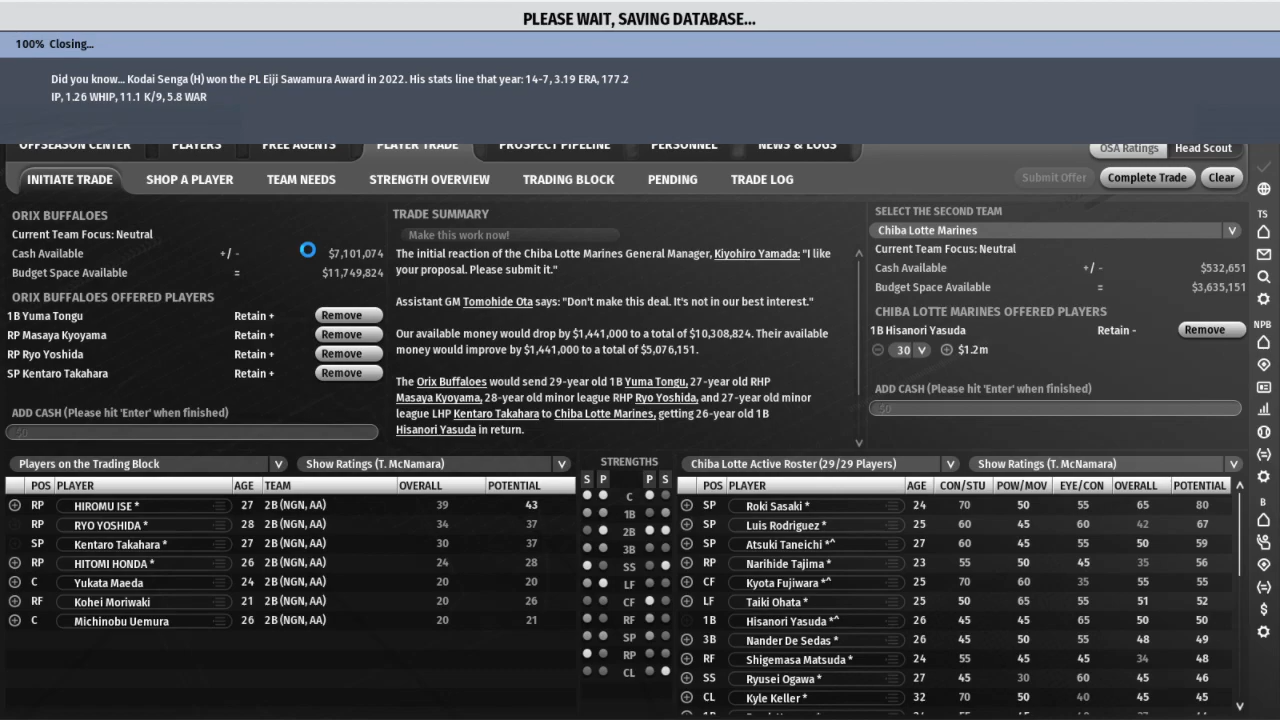 PLEASE WAIT, SAVING DATABASE...
100% Closing...
Did you know... Kodai Senga (H) won the PL Eiji Sawamura Award in 2022. His stats line that year: 14-7, 3.19 ERA, 177.2
IP, 1.26 WHIP, 11.1 K/9, 5.8 WAR
OFFSEASON CENTER PLAYERS FREE AGENTS PLAYER TRADE PROSPECT PIPELINE PERSONNEL NEWS & LOGS
OSA Ratings Head Scout
INITIATE TRADE SHOP A PLAYER TEAM NEEDS STRENGTH OVERVIEW TRADING BLOCK PENDING TRADE LOG
Submit Offer Complete Trade Clear
ORIX BUFFALOES
Current Team Focus: Neutral
Cash Available +/- $7,101,074
Budget Space Available = $11,749,824
ORIX BUFFALOES OFFERED PLAYERS
1B Yuma Tongu Retain + Remove
RP Masaya Kyoyama Retain + Remove
RP Ryo Yoshida Retain + Remove
SP Kentaro Takahara Retain + Remove
ADD CASH (Please hit 'Enter' when finished)
$0
TRADE SUMMARY
Make this work now!
The initial reaction of the Chiba Lotte Marines General Manager, Kiyohiro Yamada: "I like
your proposal. Please submit it."
Assistant GM Tomohide Ota says: "Don't make this deal. It's not in our best interest."
Our available money would drop by $1,441,000 to a total of $10,308,824. Their available
money would improve by $1,441,000 to a total of $5,076,151.
The Orix Buffaloes would send 29-year old 1B Yuma Tongu, 27-year old RHP
Masaya Kyoyama, 28-year old minor league RHP Ryo Yoshida, and 27-year old minor
league LHP Kentaro Takahara to Chiba Lotte Marines, getting 26-year old 1B
Hisanori Yasuda in return.
SELECT THE SECOND TEAM
Chiba Lotte Marines
Current Team Focus: Neutral
Cash Available +/- $532,651
Budget Space Available = $3,635,151
CHIBA LOTTE MARINES OFFERED PLAYERS
1B Hisanori Yasuda Retain - Remove
30 $1.2m
ADD CASH (Please hit 'Enter' when finished)
$0
TS
NPB
B
Players on the Trading Block Show Ratings (T. McNamara)
POS PLAYER AGE TEAM OVERALL POTENTIAL
RP HIROMU ISE * 27 2B (NGN, AA) 39 43
RP RYO YOSHIDA * 28 2B (NGN, AA) 34 37
SP Kentaro Takahara * 27 2B (NGN, AA) 30 37
RP HITOMI HONDA * 26 2B (NGN, AA) 24 28
C Yukata Maeda 24 2B (NGN, AA) 20 20
RF Kohei Moriwaki 21 2B (NGN, AA) 20 26
C Michinobu Uemura 26 2B (NGN, AA) 20 21
STRENGTHS
S P P S
C
1B
2B
3B
SS
LF
CF
RF
SP
RP
CL
Chiba Lotte Active Roster (29/29 Players) Show Ratings (T. McNamara)
POS PLAYER AGE CON/STU POW/MOV EYE/CON OVERALL POTENTIAL
SP Roki Sasaki * 24 70 50 55 65 80
SP Luis Rodriguez * 25 60 45 60 42 67
SP Atsuki Taneichi *^ 27 60 45 55 50 59
RP Narihide Tajima * 23 55 50 45 35 56
CF Kyota Fujiwara *^ 25 70 60 35 55 55
LF Taiki Ohata * 25 50 65 55 51 52
1B Hisanori Yasuda *^ 26 45 45 65 50 50
3B Nander De Sedas * 26 45 50 55 48 49
RF Shigemasa Matsuda * 24 55 45 45 34 48
SS Ryusei Ogawa * 27 45 30 60 45 46
CL Kyle Keller * 32 70 50 40 45 45